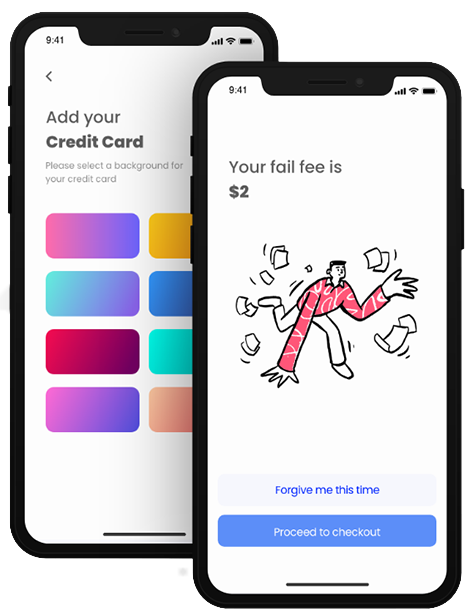 9:41
Add your
Credit Card
Please select a background for
your credit card
9:41
Your fail fee is
$2
Forgive me this time
Proceed to checkout